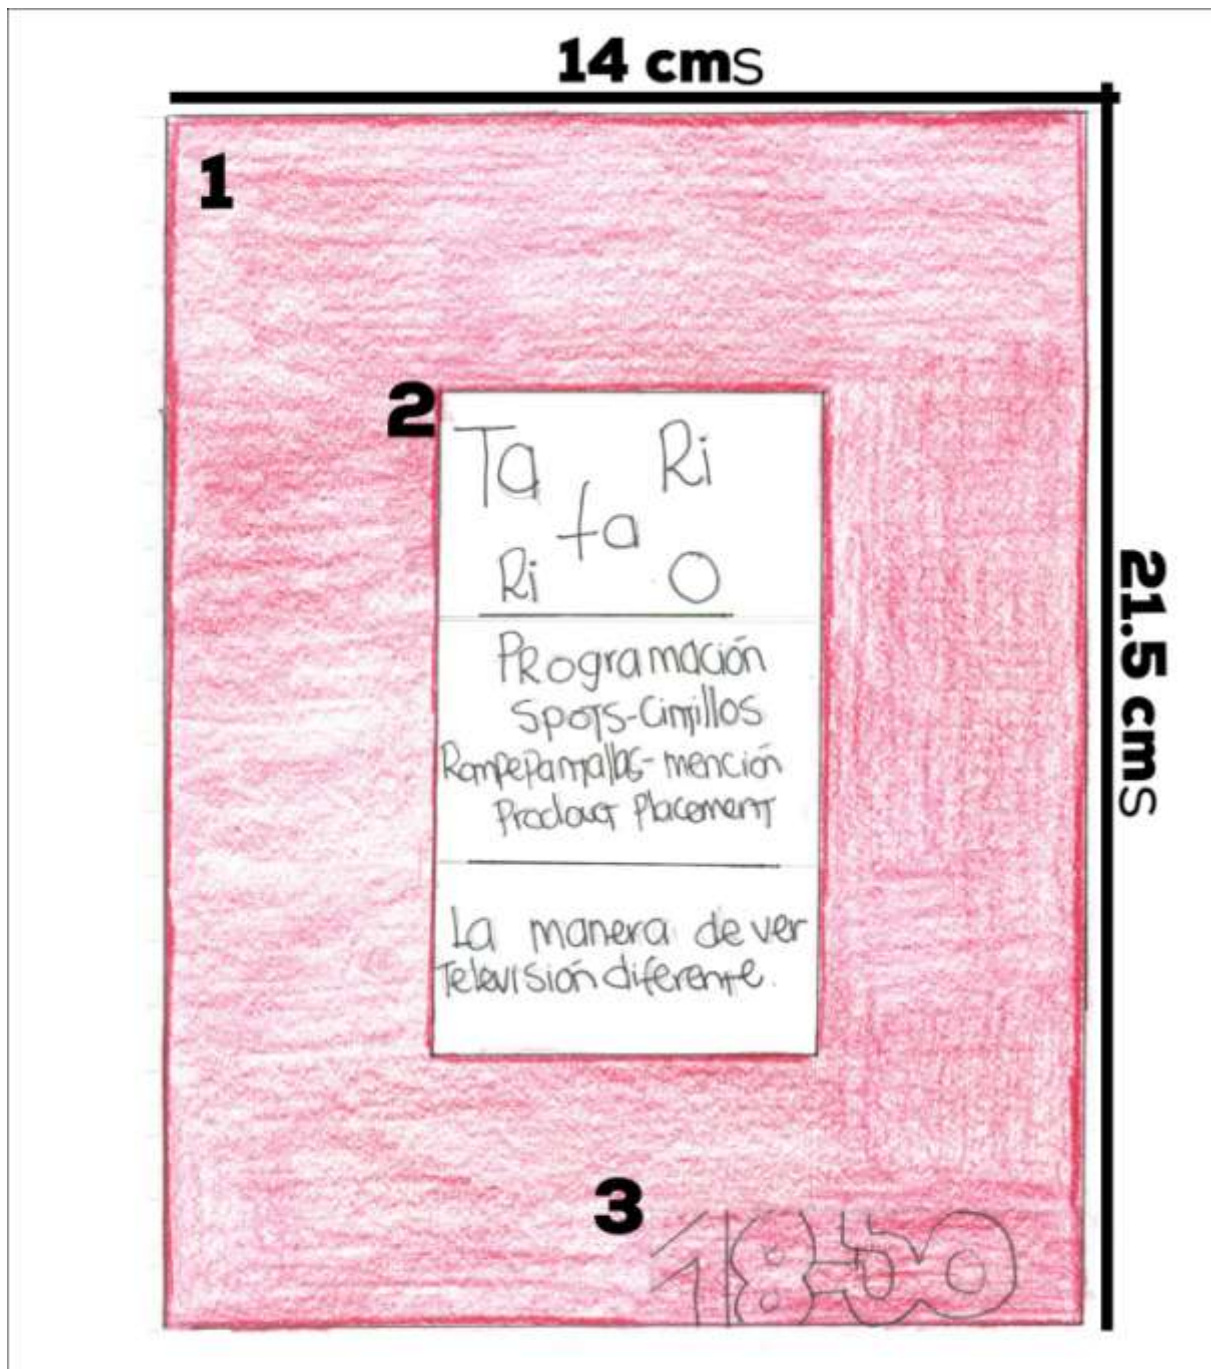 14 cms
1
2
Ta Ri
fa
Ri O
PRogramación
Spots-Cintillos
Rompepantallas-mención
Product Placement
La manera de ver
Televisión diferente.
21.5 cms
3
18-50